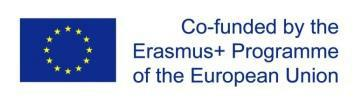 Co-funded by the
Erasmus+ Programme
of the European Union